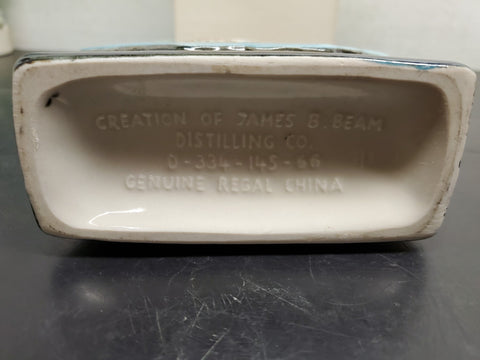 CREATION OF JAMES B. BEAM
DISTILLING CO.
D-334-145-66
GENUINE REGAL CHINA